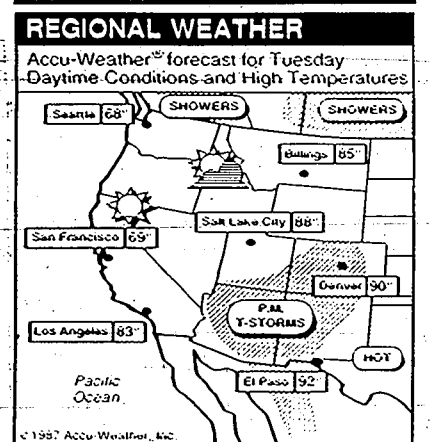 REGIONAL WEATHER
Accu-Weather℠ forecast for Tuesday
Daytime Conditions and High Temperatures
Seattle 68°
SHOWERS
SHOWERS
Billings 85°
Salt Lake City 88°
San Francisco 69°
Denver 90°
P.M.
T-STORMS
Los Angeles 83°
HOT
El Paso 92°
Pacific
Ocean
© 1987 Accu-Weather, Inc.